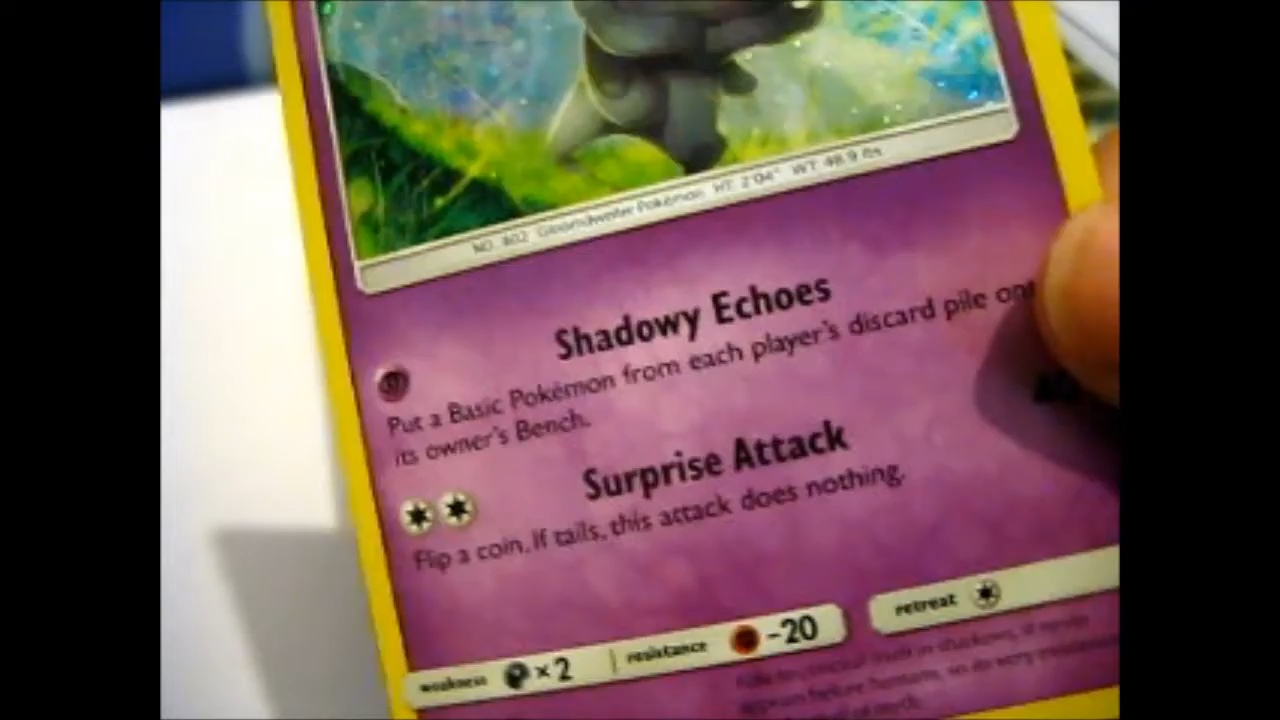 NO. 802 Gloomdweller Pokémon HT: 2'04" WT: 48.9 lbs
Shadowy Echoes
Put a Basic Pokémon from each player's discard pile
its owner's Bench.
Surprise Attack
Flip a coin. If tails, this attack does nothing.
weakness ×2 resistance -20 retreat